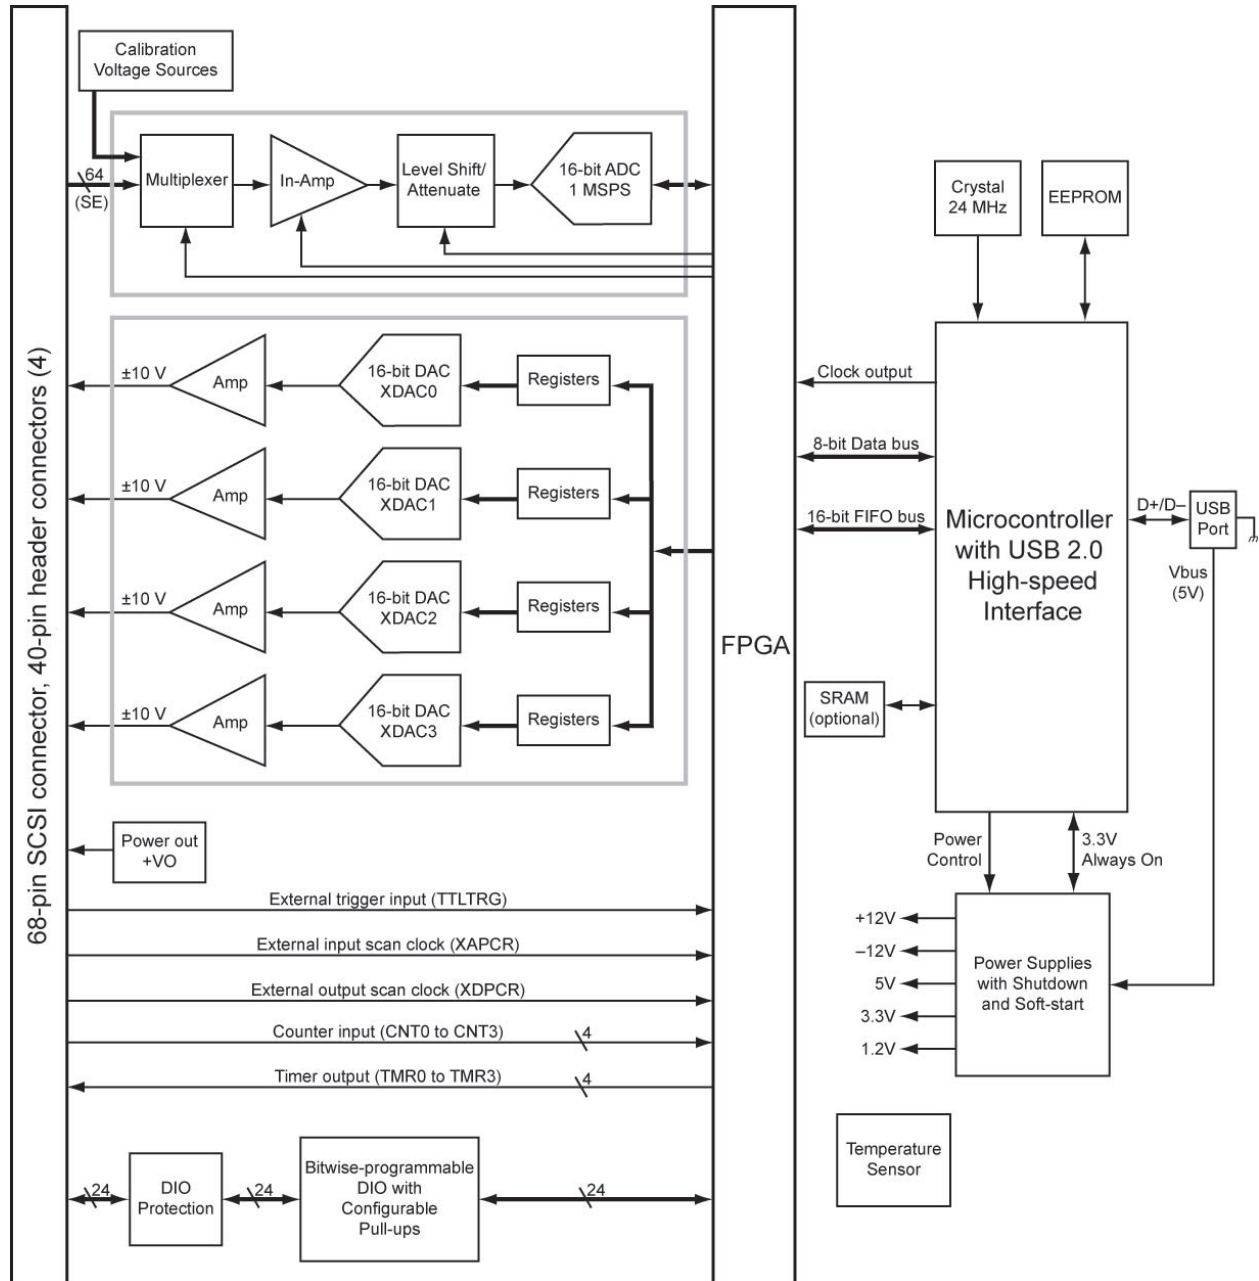 68-pin SCSI connector, 40-pin header connectors (4)
Calibration
Voltage Sources
64
(SE)
Multiplexer
In-Amp
Level Shift/
Attenuate
16-bit ADC
1 MSPS
±10 V
Amp
16-bit DAC
XDAC0
Registers
±10 V
Amp
16-bit DAC
XDAC1
Registers
±10 V
Amp
16-bit DAC
XDAC2
Registers
±10 V
Amp
16-bit DAC
XDAC3
Registers
Power out
+VO
External trigger input (TTLTRG)
External input scan clock (XAPCR)
External output scan clock (XDPCR)
Counter input (CNT0 to CNT3)
4
Timer output (TMR0 to TMR3)
4
24
DIO
Protection
24
Bitwise-programmable
DIO with
Configurable
Pull-ups
24
FPGA
Crystal
24 MHz
EEPROM
Clock output
8-bit Data bus
16-bit FIFO bus
Microcontroller
with USB 2.0
High-speed
Interface
D+/D–
USB
Port
Vbus
(5V)
SRAM
(optional)
Power
Control
3.3V
Always On
+12V
–12V
5V
3.3V
1.2V
Power Supplies
with Shutdown
and Soft-start
Temperature
Sensor